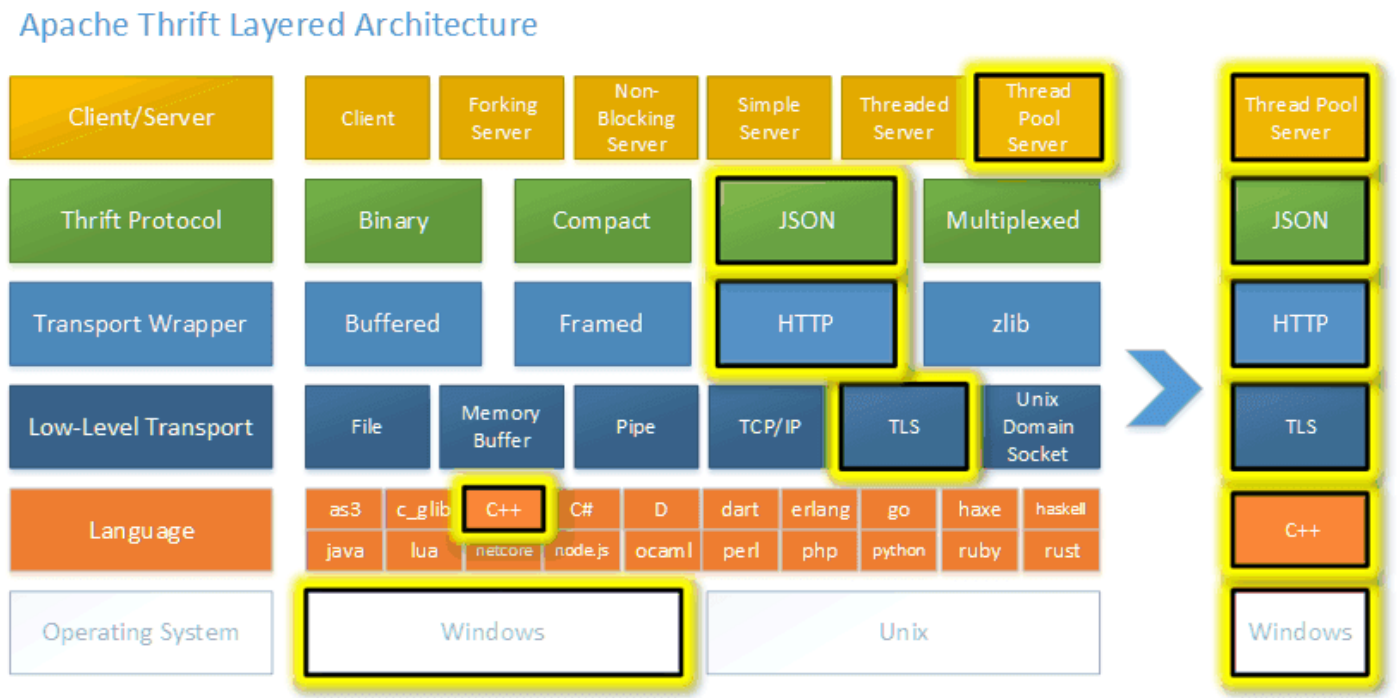 Apache Thrift Layered Architecture
Client/Server
Client
Forking
Server
Non-
Blocking
Server
Simple
Server
Threaded
Server
Thread
Pool
Server
Thread Pool
Server
Thrift Protocol
Binary
Compact
JSON
Multiplexed
JSON
Transport Wrapper
Buffered
Framed
HTTP
zlib
HTTP
Low-Level Transport
File
Memory
Buffer
Pipe
TCP/IP
TLS
Unix
Domain
Socket
TLS
Language
as3
c_glib
C++
C#
D
dart
erlang
go
haxe
haskell
java
lua
netcore
node.js
ocaml
perl
php
python
ruby
rust
C++
Operating System
Windows
Unix
Windows